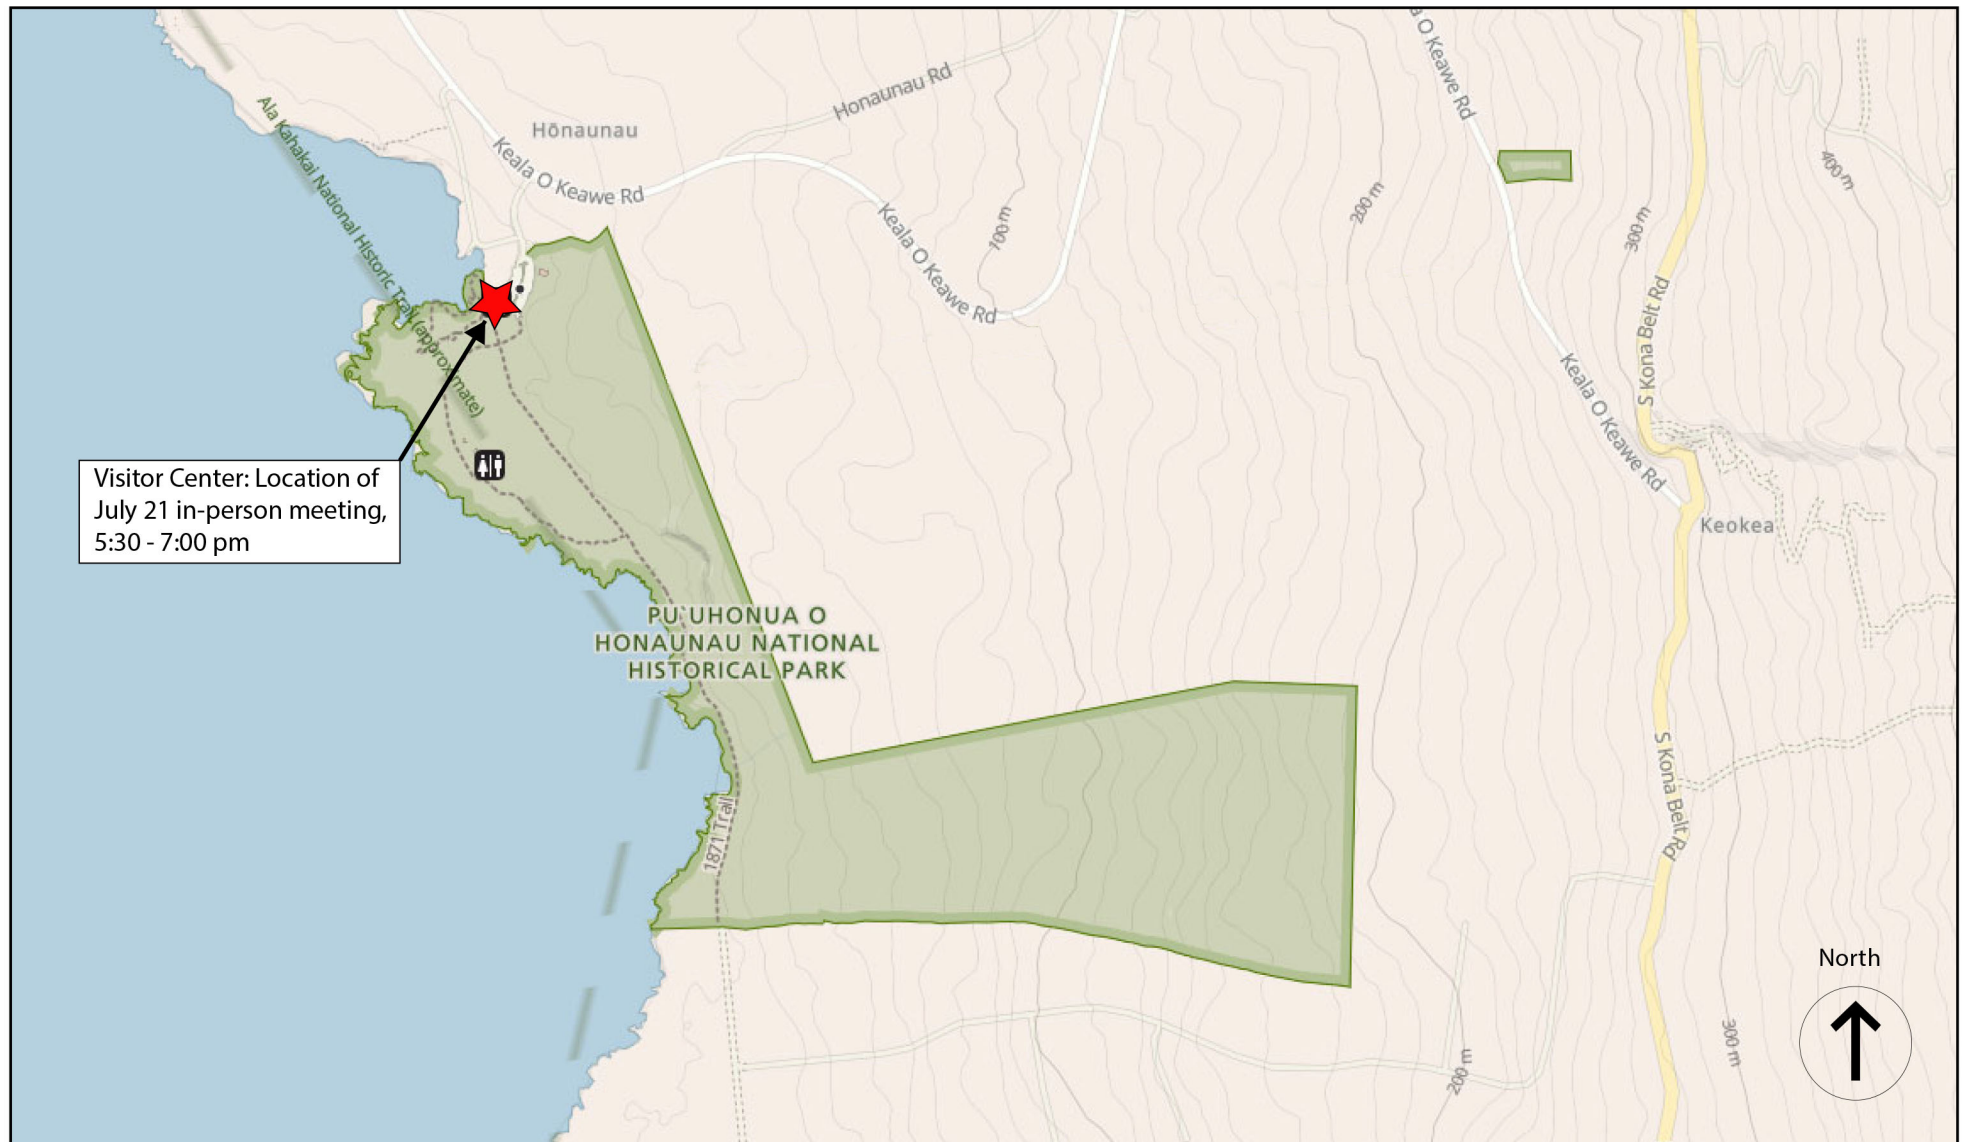 a O Keawe Rd
Honaunau Rd
Hōnaunau
Ala Kahakai National Historic Trail (approximate)
Keala O Keawe Rd
400 m
200 m
Keala O Keawe Rd
100 m
300 m
S Kona Belt Rd
Keala O Keawe Rd
Visitor Center: Location of
July 21 in-person meeting,
5:30 - 7:00 pm
Keokea
PU`UHONUA O
HONAUNAU NATIONAL
HISTORICAL PARK
S Kona Belt Rd
1871 Trail
North
300 m
200 m